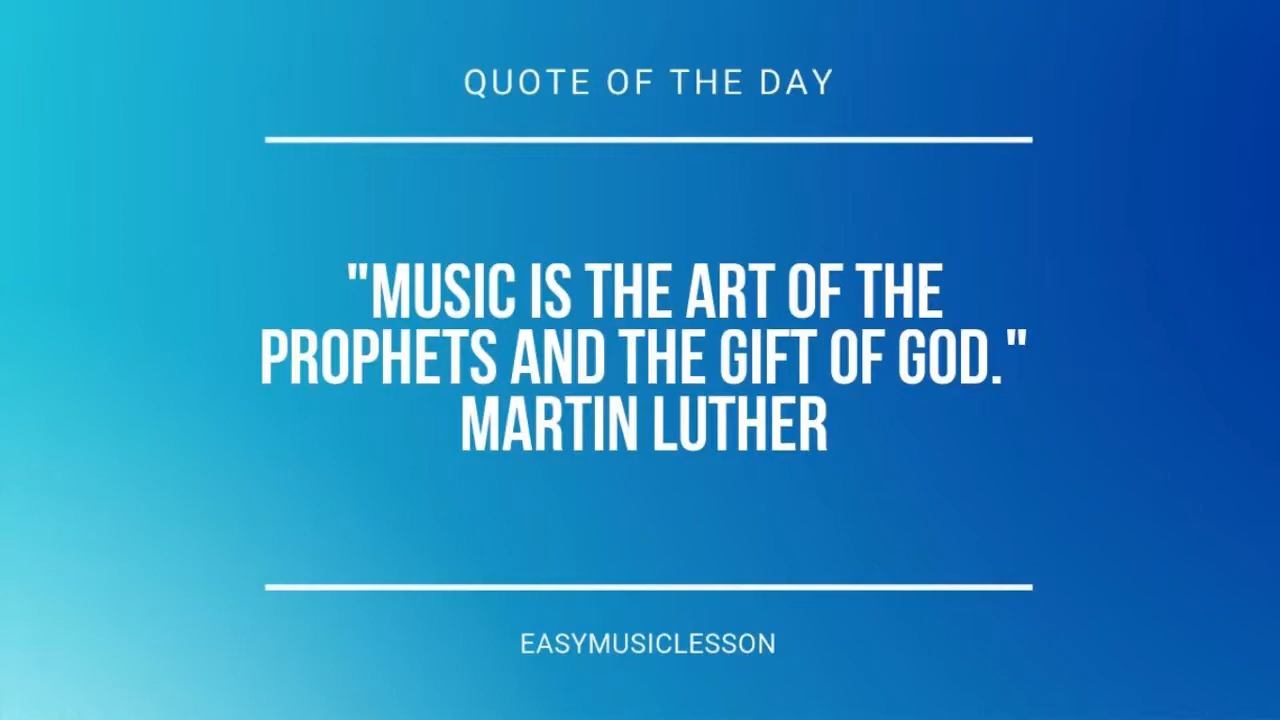 QUOTE OF THE DAY
"MUSIC IS THE ART OF THE
PROPHETS AND THE GIFT OF GOD."
MARTIN LUTHER
EASYMUSICLESSON